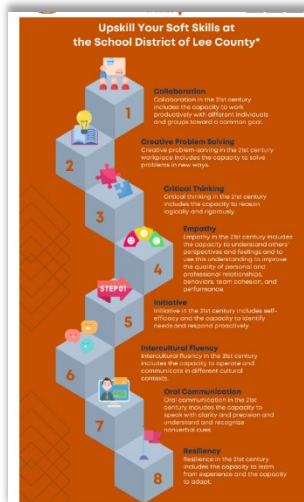 Upskill Your Soft Skills at
the School District of Lee County*
1
Collaboration
Collaboration in the 21st century
includes the capacity to work
productively with different individuals
and groups toward a common goal.
2
Creative Problem Solving
Creative problem-solving in the 21st century
workplace includes the capacity to solve
problems in new ways.
3
Critical Thinking
Critical thinking in the 21st century
includes the capacity to reason
logically and rigorously.
4
Empathy
Empathy in the 21st century includes
the capacity to understand others'
perspectives and feelings and to
use this understanding to improve
the quality of personal and
professional relationships,
behaviors, team cohesion, and
performance
STEP 01
5
Initiative
Initiative in the 21st century includes self-
efficacy and the capacity to identify
needs and respond proactively.
6
Intercultural Fluency
Intercultural fluency in the 21st century
includes the capacity to operate and
communicate in different cultural
contexts.
7
Oral Communication
Oral communication in the 21st
century includes the capacity to
speak with clarity and precision and
understand and recognize
nonverbal cues.
8
Resiliency
Resilience in the 21st century
includes the capacity to learn
from experience and the capacity
to adapt.